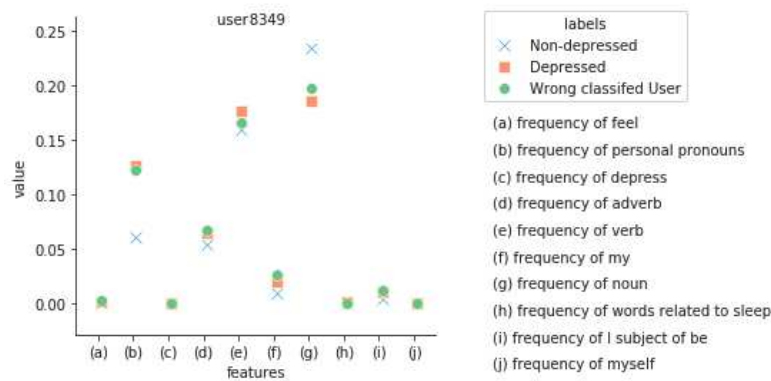 user8349
labels
Non-depressed
Depressed
Wrong classifed User
0.25
0.20
0.15
0.10
0.05
0.00
value
(a) (b) (c) (d) (e) (f) (g) (h) (i) (j)
features
(a) frequency of feel
(b) frequency of personal pronouns
(c) frequency of depress
(d) frequency of adverb
(e) frequency of verb
(f) frequency of my
(g) frequency of noun
(h) frequency of words related to sleep
(i) frequency of I subject of be
(j) frequency of myself